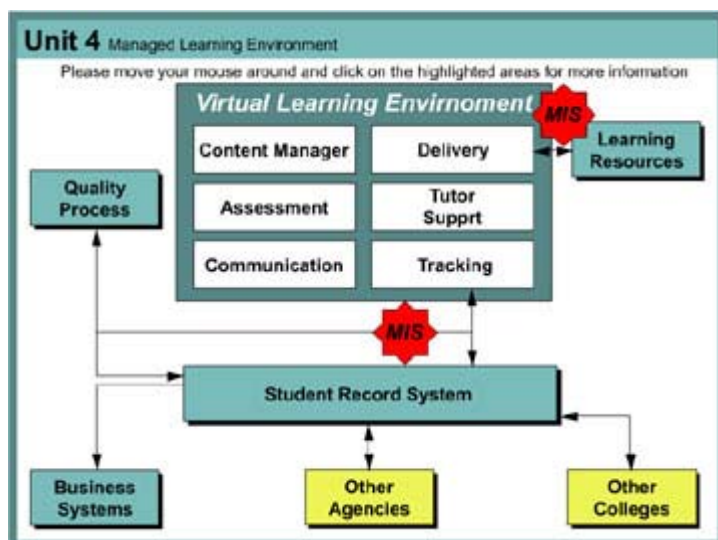 Unit 4 Managed Learning Environment
Please move your mouse around and click on the highlighted areas for more information
Virtual Learning Envirnoment
MIS
Content Manager
Delivery
Learning
Resources
Quality
Process
Assessment
Tutor
Supprt
Communication
Tracking
MIS
Student Record System
Business
Systems
Other
Agencies
Other
Colleges